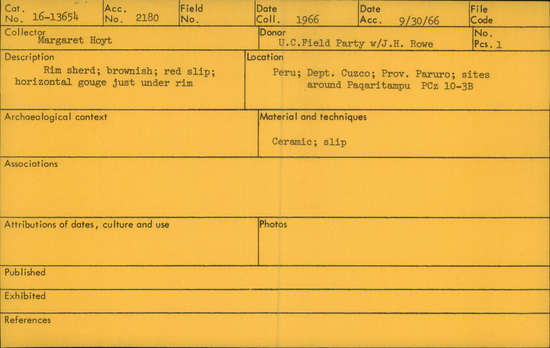 Cat. No. 16-13654 Acc. No. 2180 Field No. Date Coll. 1966 Date Acc. 9/30/66 File Code
Collector Margaret Hoyt Donor U.C.Field Party w/J.H. Rowe No. Pcs. 1
Description Location
Rim sherd; brownish; red slip; Peru; Dept. Cuzco; Prov. Paruro; sites
horizontal gouge just under rim around Paqaritampu PCz 10-3B
Archaeological context Material and techniques
Ceramic; slip
Associations
Attributions of dates, culture and use Photos
Published
Exhibited
References